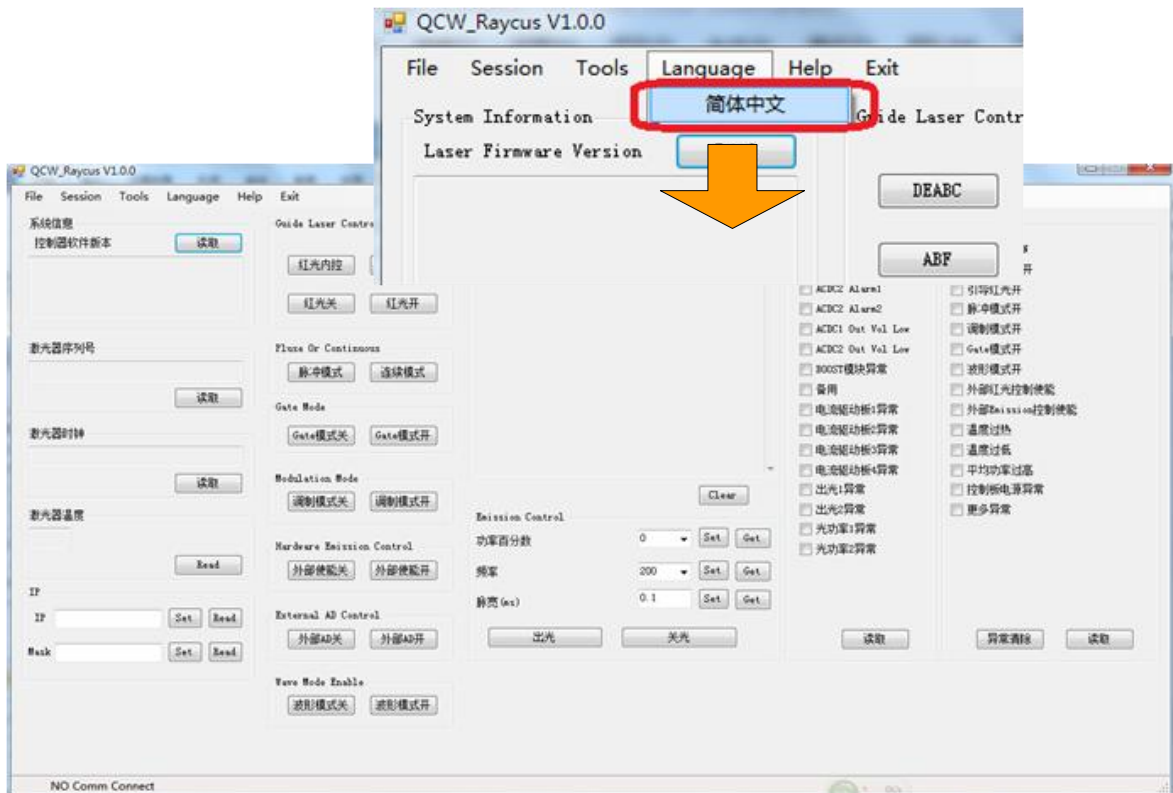 QCW_Raycus V1.0.0
File Session Tools Language Help Exit
简体中文
System Information
Guide Laser Contr
Laser Firmware Version
DEABC
ABF
QCW_Raycus V1.0.0
File Session Tools Language Help Exit
系统信息
控制器软件版本 读取
激光器序列号
读取
激光器时钟
读取
激光器温度
Read
IP
IP Set Read
Mask Set Read
Guide Laser Contro
红光内控
红光关 红光开
Pluse Or Continuous
脉冲模式 连续模式
Gate Mode
Gate模式关 Gate模式开
Modulation Mode
调制模式关 调制模式开
Hardware Emission Control
外部使能关 外部使能开
External AD Control
外部AD关 外部AD开
Wave Mode Enable
波形模式关 波形模式开
Clear
Emission Control
功率百分数 0 Set Get
频率 200 Set Get
脉宽(ms) 0.1 Set Get
出光 关光
ACDC2 Alarm1
ACDC2 Alarm2
ACDC1 Out Vol Low
ACDC2 Out Vol Low
BOOST模块异常
备用
电流驱动板1异常
电流驱动板2异常
电流驱动板3异常
电流驱动板4异常
出光1异常
出光2异常
光功率1异常
光功率2异常
读取
开
引导红光开
脉冲模式开
调制模式开
Gate模式开
波形模式开
外部红光控制使能
外部Emission控制使能
温度过热
温度过低
平均功率过高
控制板电源异常
更多异常
异常清除 读取
NO Comm Connect